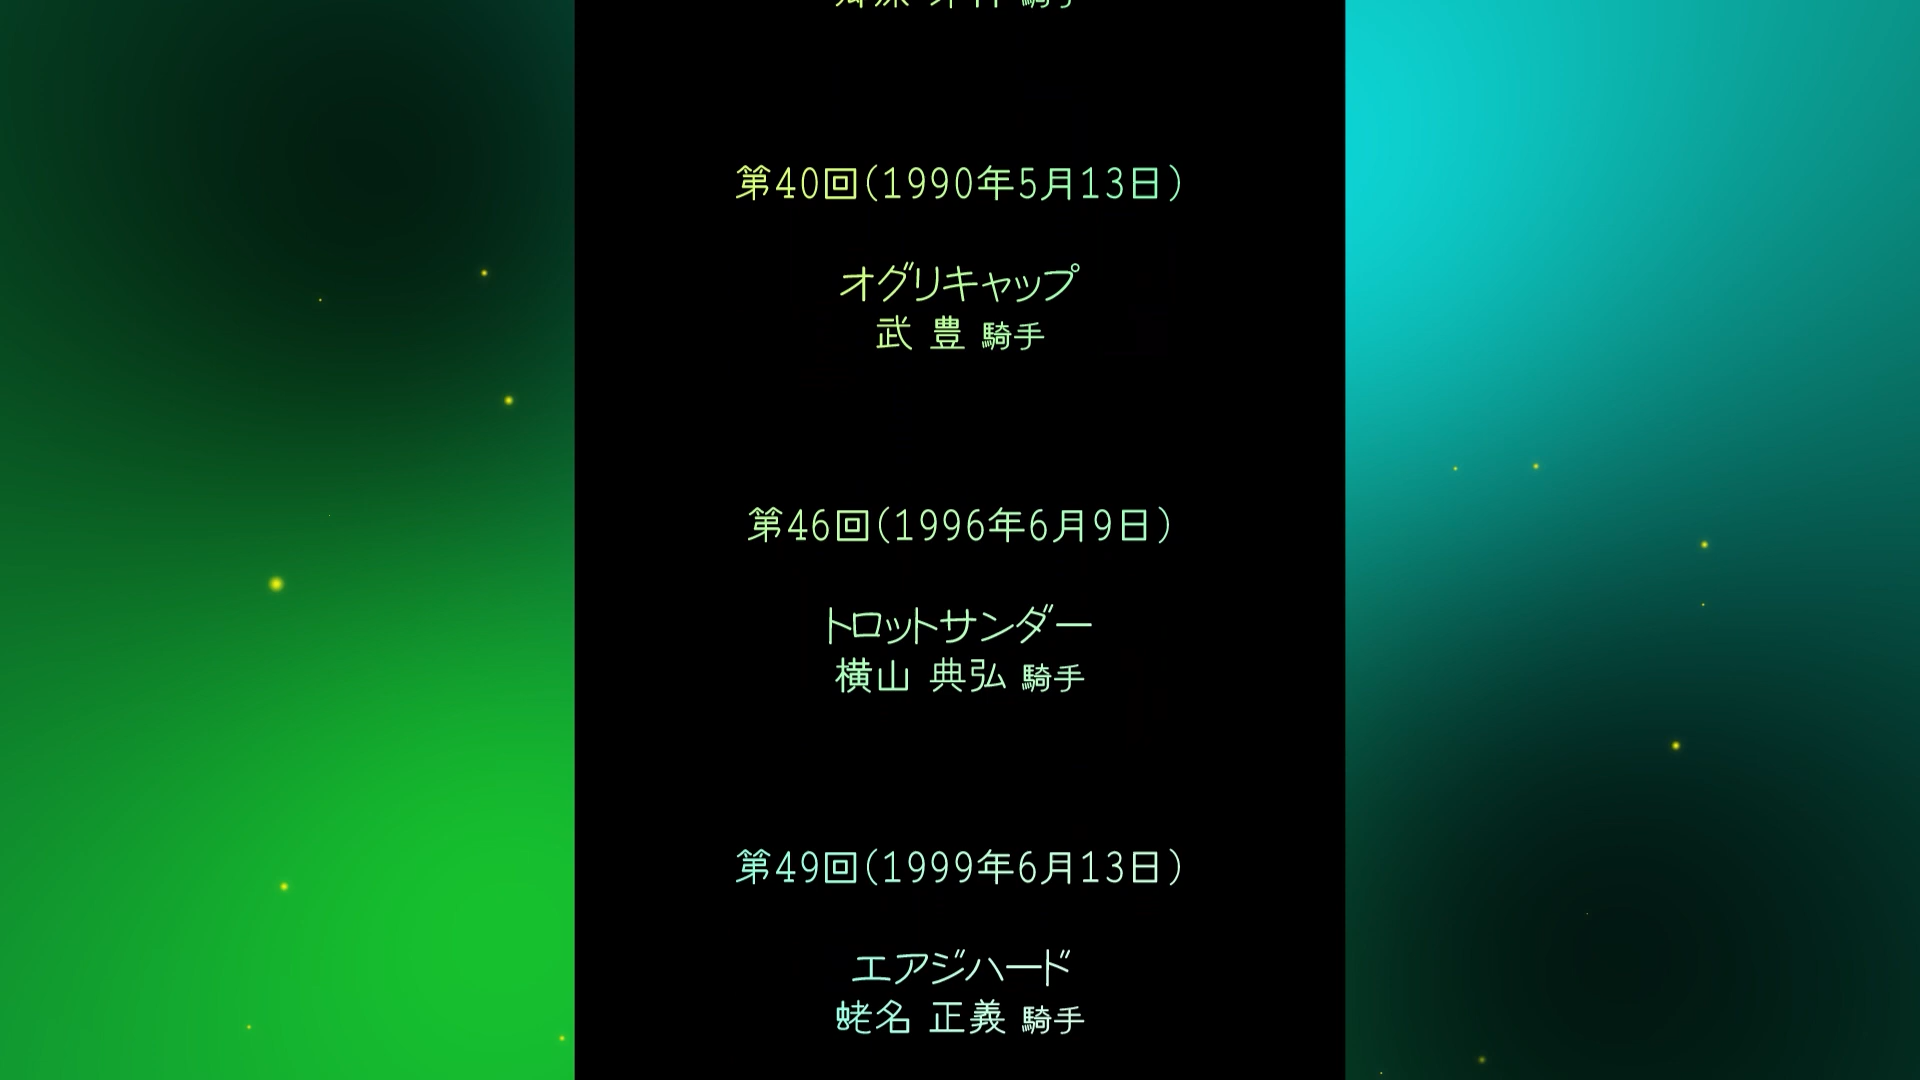 第40回(1990年5月13日)
オグリキャップ
武 豊 騎手
第46回(1996年6月9日)
トロットサンダー
横山 典弘 騎手
第49回(1999年6月13日)
エアジハード
蛯名 正義 騎手